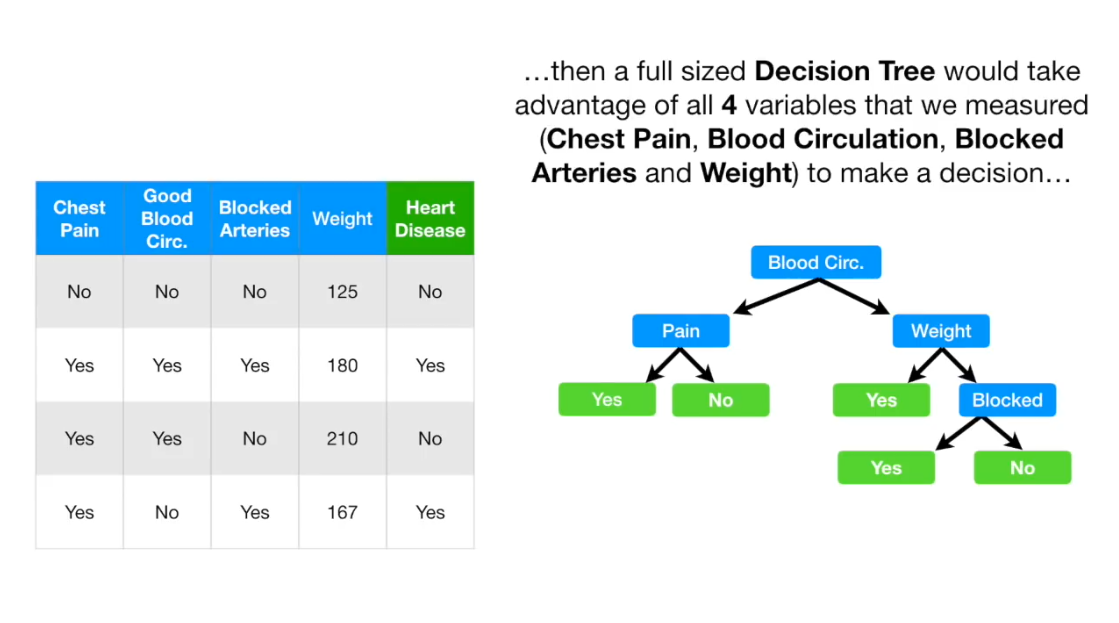 …then a full sized Decision Tree would take
advantage of all 4 variables that we measured
(Chest Pain, Blood Circulation, Blocked
Arteries and Weight) to make a decision…
Chest Pain Good Blood Circ. Blocked Arteries Weight Heart Disease
No No No 125 No
Yes Yes Yes 180 Yes
Yes Yes No 210 No
Yes No Yes 167 Yes
Blood Circ.
Pain Weight
Yes No Yes Blocked
Yes No